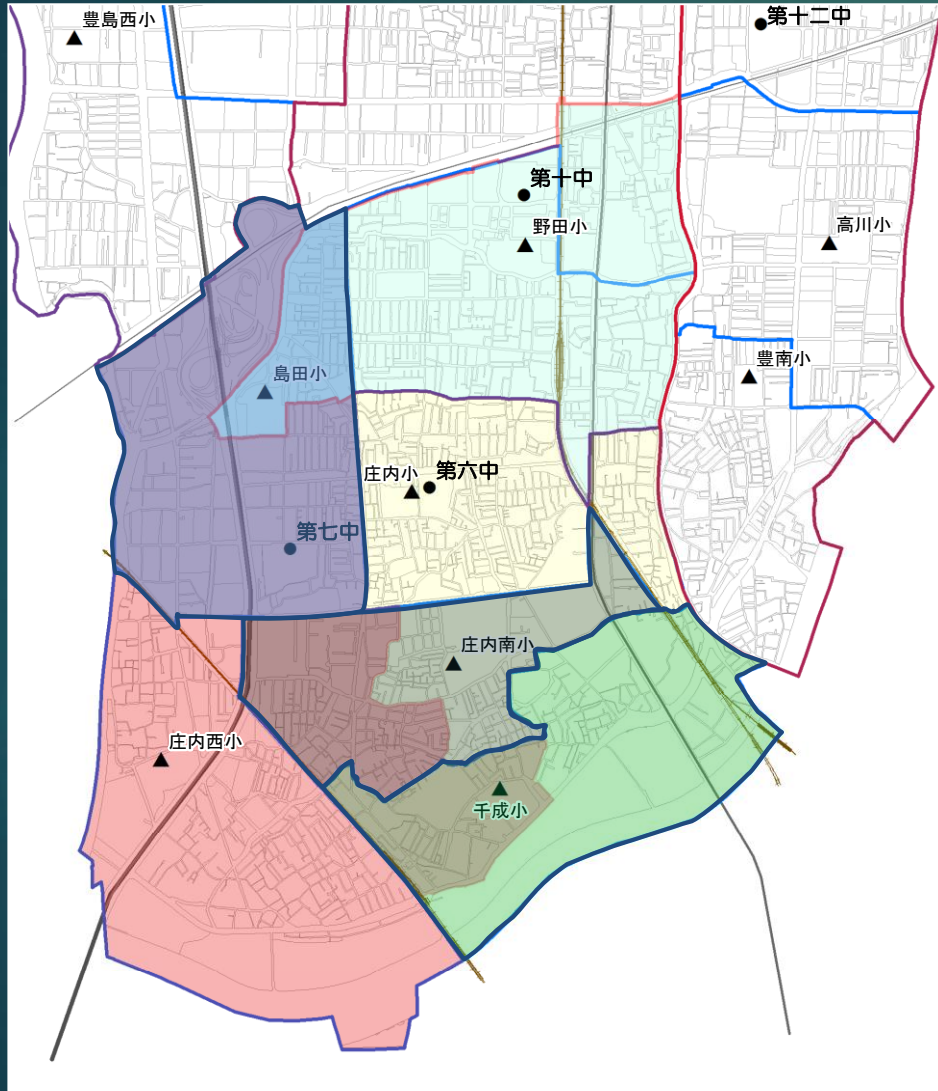 第十二中
豊島西小
第十中
野田小
高川小
豊南小
島田小
庄内小
第六中
第七中
庄内南小
庄内西小
千成小